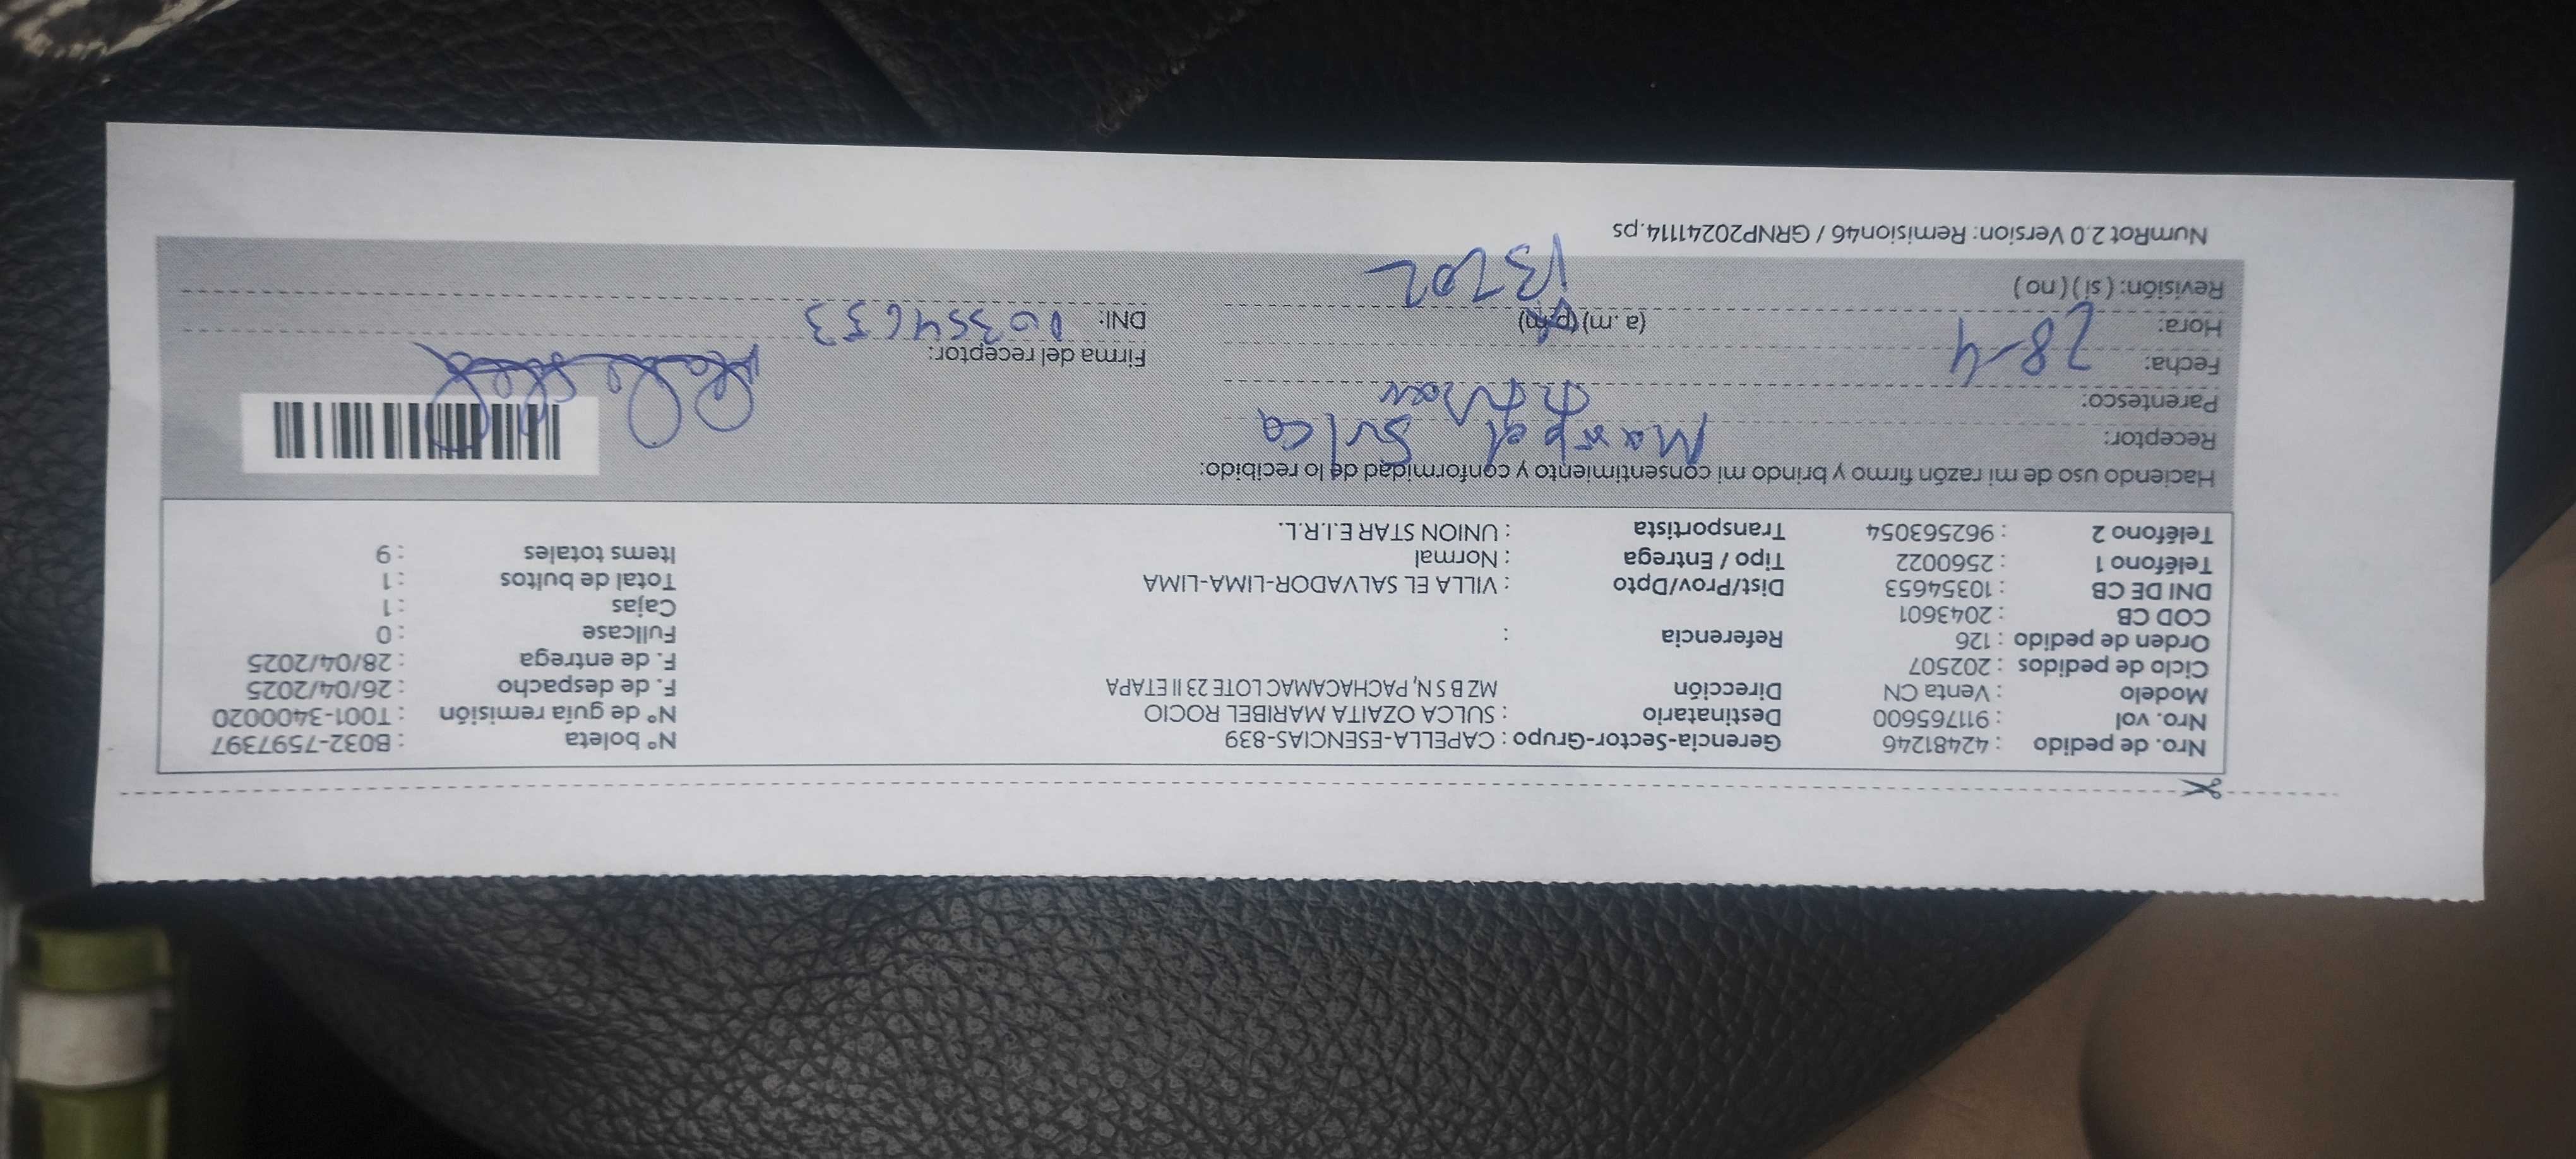 Nro. de pedido : 42481246 Gerencia-Sector-Grupo : CAPELLA-ESENCIAS-839 Nº boleta : B032-7597397
Nro. vol : 911765600 Destinatario : SULCA OZAITA MARIBEL ROCIO Nº de guía remisión : T001-3400020
Modelo : Venta CN Dirección MZ B S N, PACHACAMAC LOTE 23 II ETAPA F. de despacho : 26/04/2025
Ciclo de pedidos : 202507 F. de entrega : 28/04/2025
Orden de pedido : 126 Referencia : Fullcase : 0
COD CB : 2043601 Cajas : 1
DNI DE CB : 10354653 Dist/Prov/Dpto : VILLA EL SALVADOR-LIMA-LIMA Total de bultos : 1
Teléfono 1 : 2560022 Tipo / Entrega : Normal Items totales : 9
Teléfono 2 : 962563054 Transportista : UNION STAR E.I.R.L.
Haciendo uso de mi razón firmo y brindo mi consentimiento y conformidad de lo recibido:
Receptor: Maribel Sulca
Parentesco:
Fecha: 28-4 Firma del receptor:
Hora: (a. m) (p. m) DNI: 10354653
Revisión: ( sí ) ( no )
NumRot 2.0 Version: Remision46 / GRNP20241114.ps